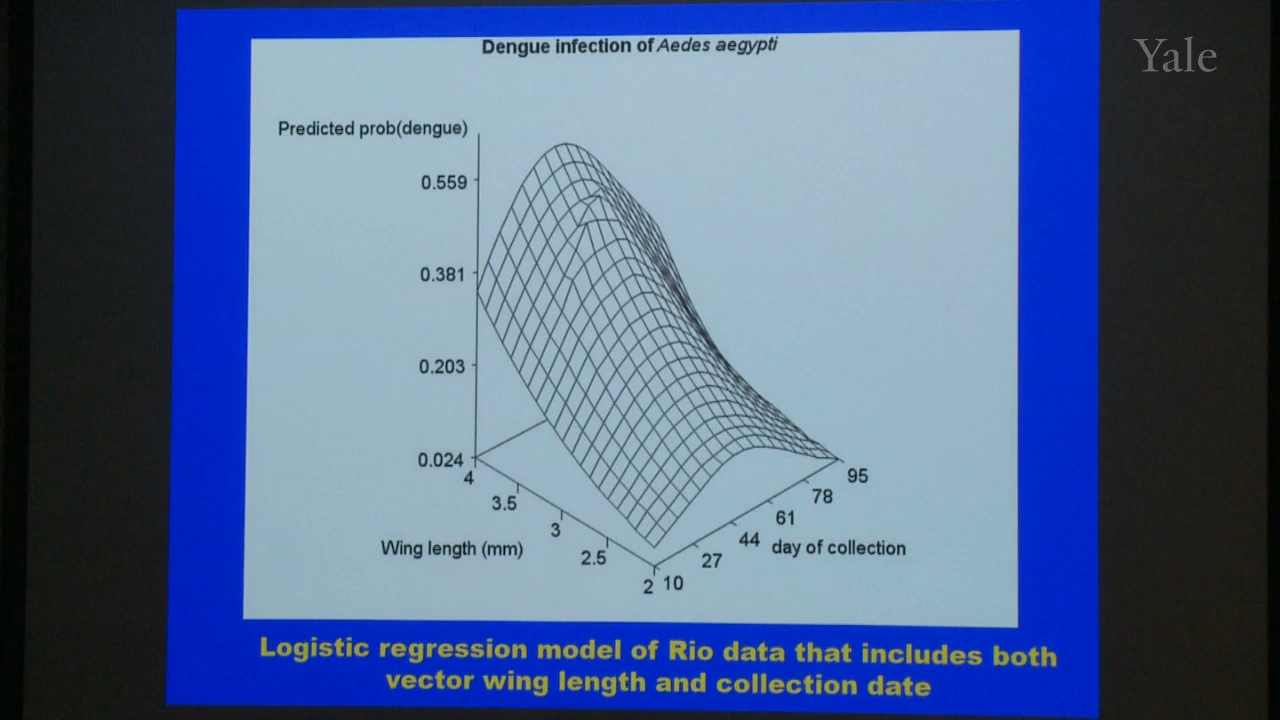 Yale
Dengue infection of Aedes aegypti
Predicted prob(dengue)
0.559
0.381
0.203
0.024
4
3.5
3
2.5
2
Wing length (mm)
10
27
44
61
78
95
day of collection
Logistic regression model of Rio data that includes both
vector wing length and collection date